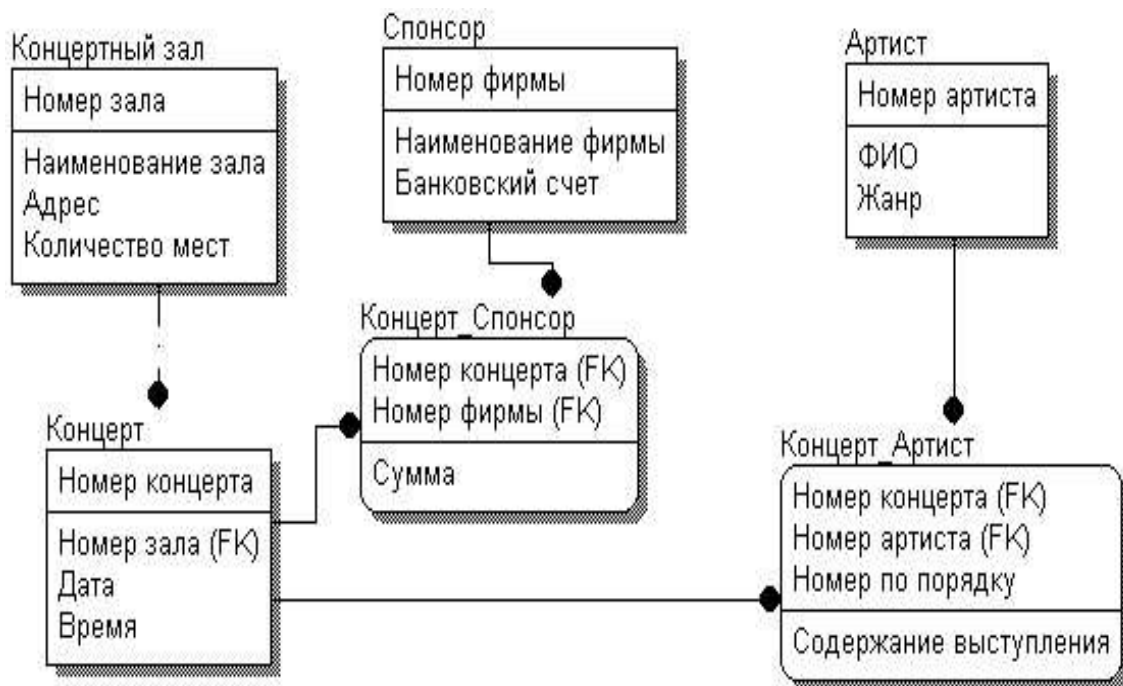 Концертный зал
Номер зала
Наименование зала
Адрес
Количество мест
Спонсор
Номер фирмы
Наименование фирмы
Банковский счет
Артист
Номер артиста
ФИО
Жанр
Концерт_Спонсор
Номер концерта (FK)
Номер фирмы (FK)
Сумма
Концерт
Номер концерта
Номер зала (FK)
Дата
Время
Концерт_Артист
Номер концерта (FK)
Номер артиста (FK)
Номер по порядку
Содержание выступления